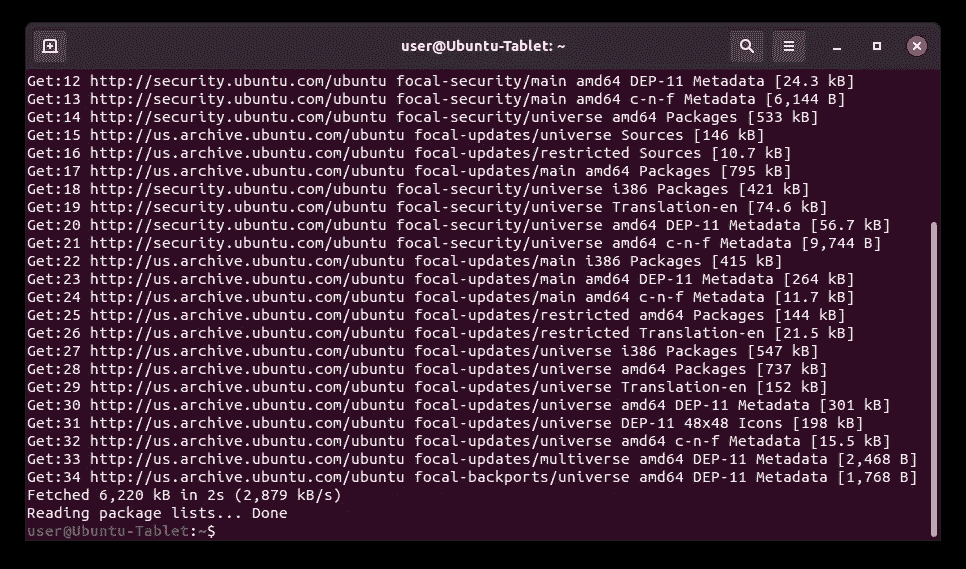 user@Ubuntu-Tablet: ~
Get:12 http://security.ubuntu.com/ubuntu focal-security/main amd64 DEP-11 Metadata [24.3 kB]
Get:13 http://security.ubuntu.com/ubuntu focal-security/main amd64 c-n-f Metadata [6,144 B]
Get:14 http://security.ubuntu.com/ubuntu focal-security/universe amd64 Packages [533 kB]
Get:15 http://us.archive.ubuntu.com/ubuntu focal-updates/universe Sources [146 kB]
Get:16 http://us.archive.ubuntu.com/ubuntu focal-updates/restricted Sources [10.7 kB]
Get:17 http://us.archive.ubuntu.com/ubuntu focal-updates/main amd64 Packages [795 kB]
Get:18 http://security.ubuntu.com/ubuntu focal-security/universe i386 Packages [421 kB]
Get:19 http://security.ubuntu.com/ubuntu focal-security/universe Translation-en [74.6 kB]
Get:20 http://security.ubuntu.com/ubuntu focal-security/universe amd64 DEP-11 Metadata [56.7 kB]
Get:21 http://security.ubuntu.com/ubuntu focal-security/universe amd64 c-n-f Metadata [9,744 B]
Get:22 http://us.archive.ubuntu.com/ubuntu focal-updates/main i386 Packages [415 kB]
Get:23 http://us.archive.ubuntu.com/ubuntu focal-updates/main amd64 DEP-11 Metadata [264 kB]
Get:24 http://us.archive.ubuntu.com/ubuntu focal-updates/main amd64 c-n-f Metadata [11.7 kB]
Get:25 http://us.archive.ubuntu.com/ubuntu focal-updates/restricted amd64 Packages [144 kB]
Get:26 http://us.archive.ubuntu.com/ubuntu focal-updates/restricted Translation-en [21.5 kB]
Get:27 http://us.archive.ubuntu.com/ubuntu focal-updates/universe i386 Packages [547 kB]
Get:28 http://us.archive.ubuntu.com/ubuntu focal-updates/universe amd64 Packages [737 kB]
Get:29 http://us.archive.ubuntu.com/ubuntu focal-updates/universe Translation-en [152 kB]
Get:30 http://us.archive.ubuntu.com/ubuntu focal-updates/universe amd64 DEP-11 Metadata [301 kB]
Get:31 http://us.archive.ubuntu.com/ubuntu focal-updates/universe DEP-11 48x48 Icons [198 kB]
Get:32 http://us.archive.ubuntu.com/ubuntu focal-updates/universe amd64 c-n-f Metadata [15.5 kB]
Get:33 http://us.archive.ubuntu.com/ubuntu focal-updates/multiverse amd64 DEP-11 Metadata [2,468 B]
Get:34 http://us.archive.ubuntu.com/ubuntu focal-backports/universe amd64 DEP-11 Metadata [1,768 B]
Fetched 6,220 kB in 2s (2,879 kB/s)
Reading package lists... Done
user@Ubuntu-Tablet:~$